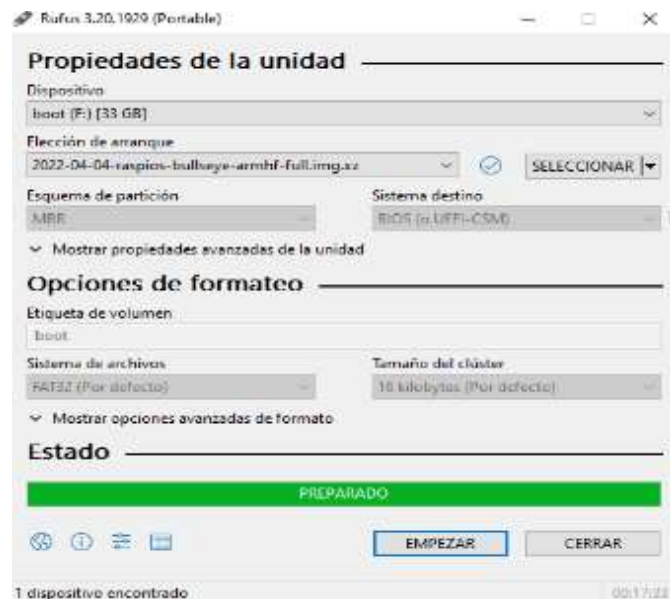 Rufus 3.20.1929 (Portable)
Propiedades de la unidad
Dispositivo
boot (F:) [33 GB]
Elección de arranque
2022-04-04-raspios-bullseye-armhf-full.img.xz
SELECCIONAR
Esquema de partición
Sistema destino
MBR
BIOS (o UEFI-CSM)
Mostrar propiedades avanzadas de la unidad
Opciones de formateo
Etiqueta de volumen
boot
Sistema de archivos
Tamaño del clúster
FAT32 (Por defecto)
16 kilobytes (Por defecto)
Mostrar opciones avanzadas de formato
Estado
PREPARADO
EMPEZAR
CERRAR
1 dispositivo encontrado